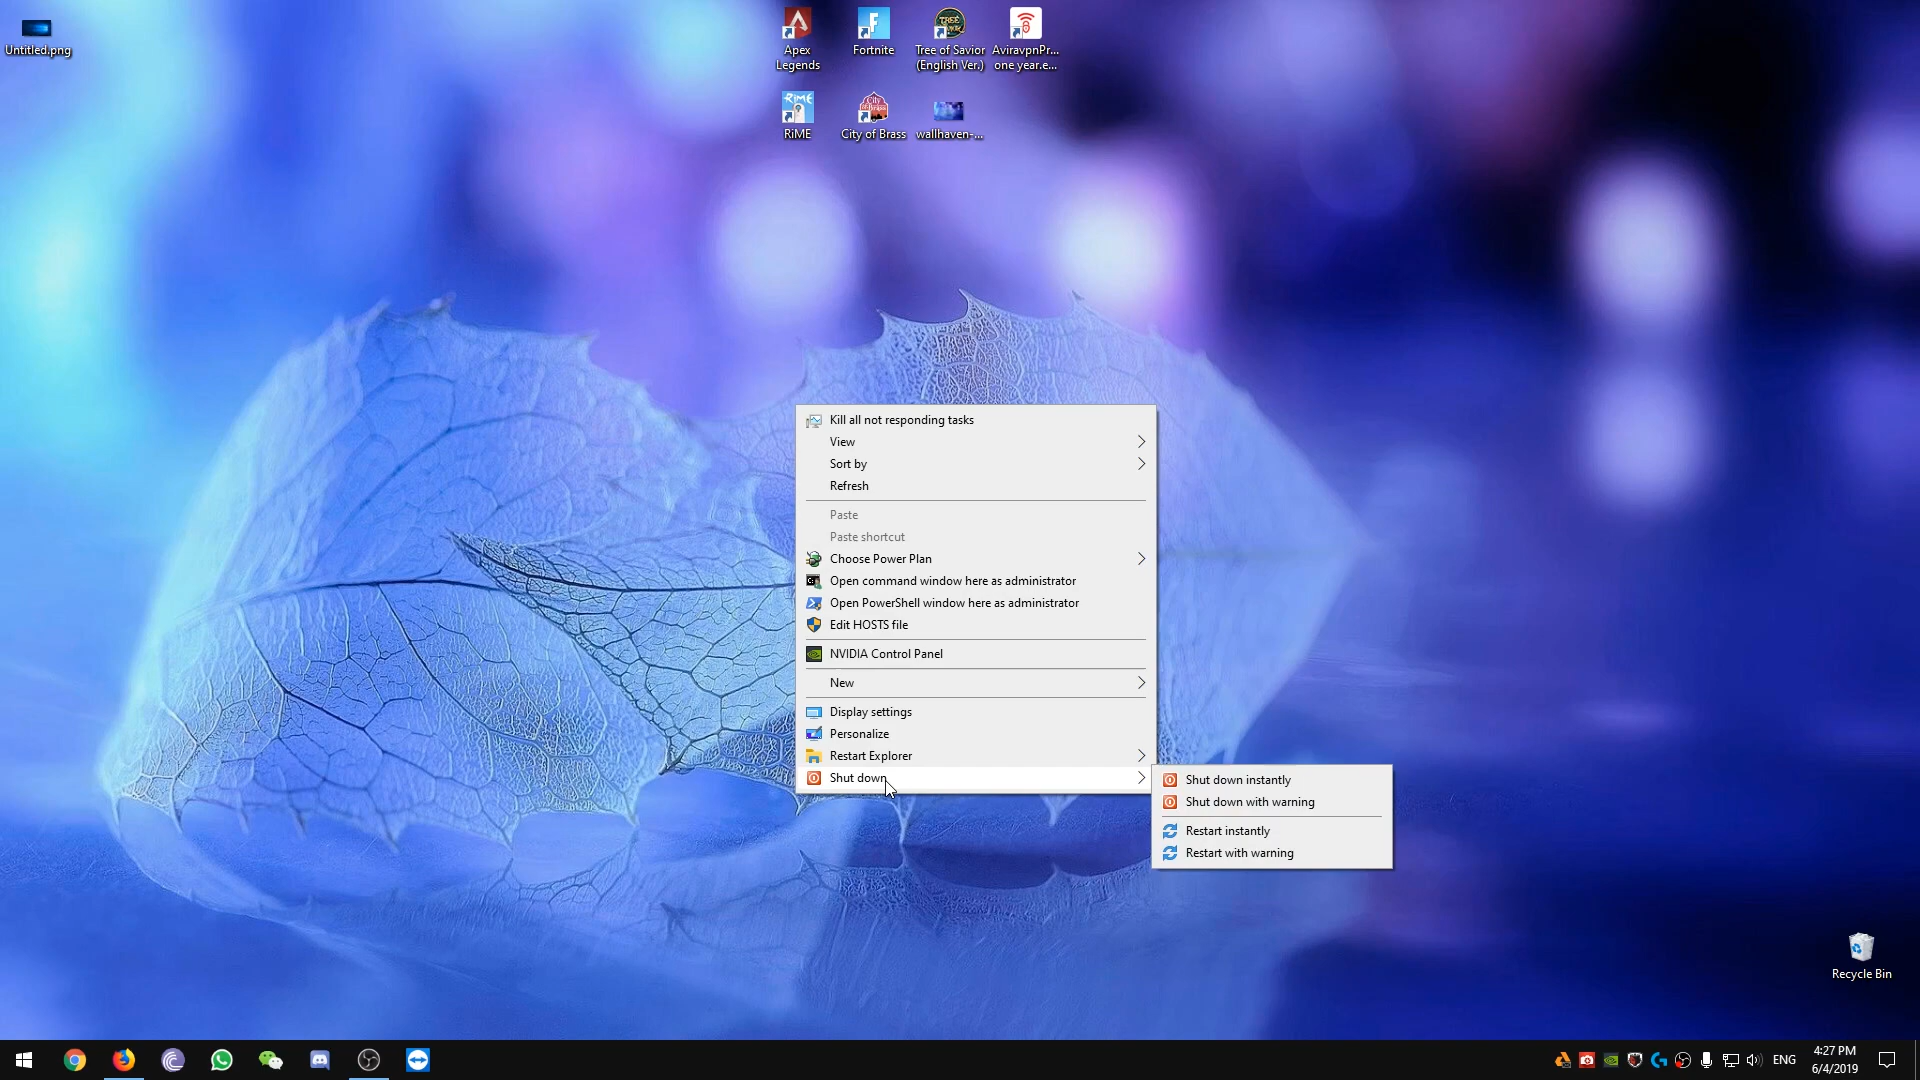 Untitled.png
Apex
Legends
Fortnite
Tree of Savior
(English Ver.)
AviravpnPr...
one year.e...
RiME
City of Brass
wallhaven-...
Kill all not responding tasks
View
Sort by
Refresh
Paste
Paste shortcut
Choose Power Plan
Open command window here as administrator
Open PowerShell window here as administrator
Edit HOSTS file
NVIDIA Control Panel
New
Display settings
Personalize
Restart Explorer
Shut down
Shut down instantly
Shut down with warning
Restart instantly
Restart with warning
Recycle Bin
ENG
4:27 PM
6/4/2019